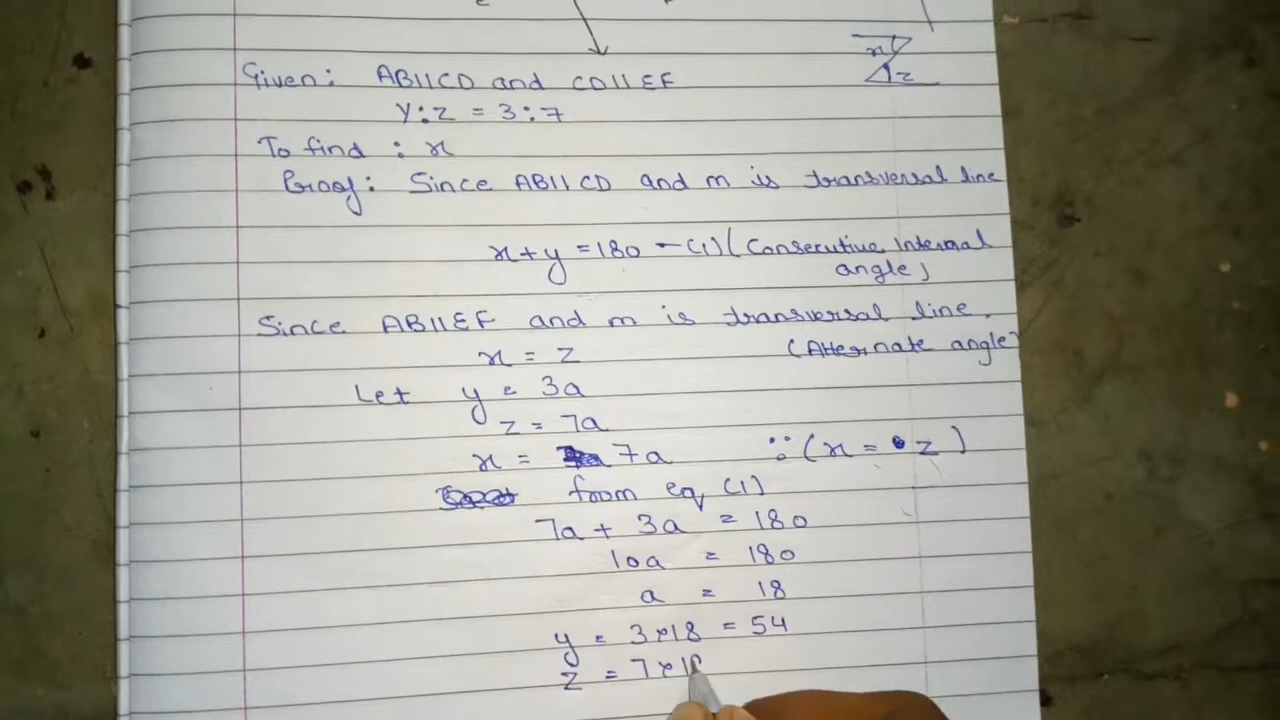 x y
z
Given: AB||CD and CD||EF
y:z = 3:7
To find : x
Proof: Since AB||CD and m is transversal line
x+y = 180 - (1) (Consecutive Internal
angle)
Since AB||EF and m is transversal line.
x = z (Alternate angle)
Let y = 3a
z = 7a
x = 7a ∵ (x = z)
from eq (1)
7a + 3a = 180
10a = 180
a = 18
y = 3×18 = 54
z = 7×18